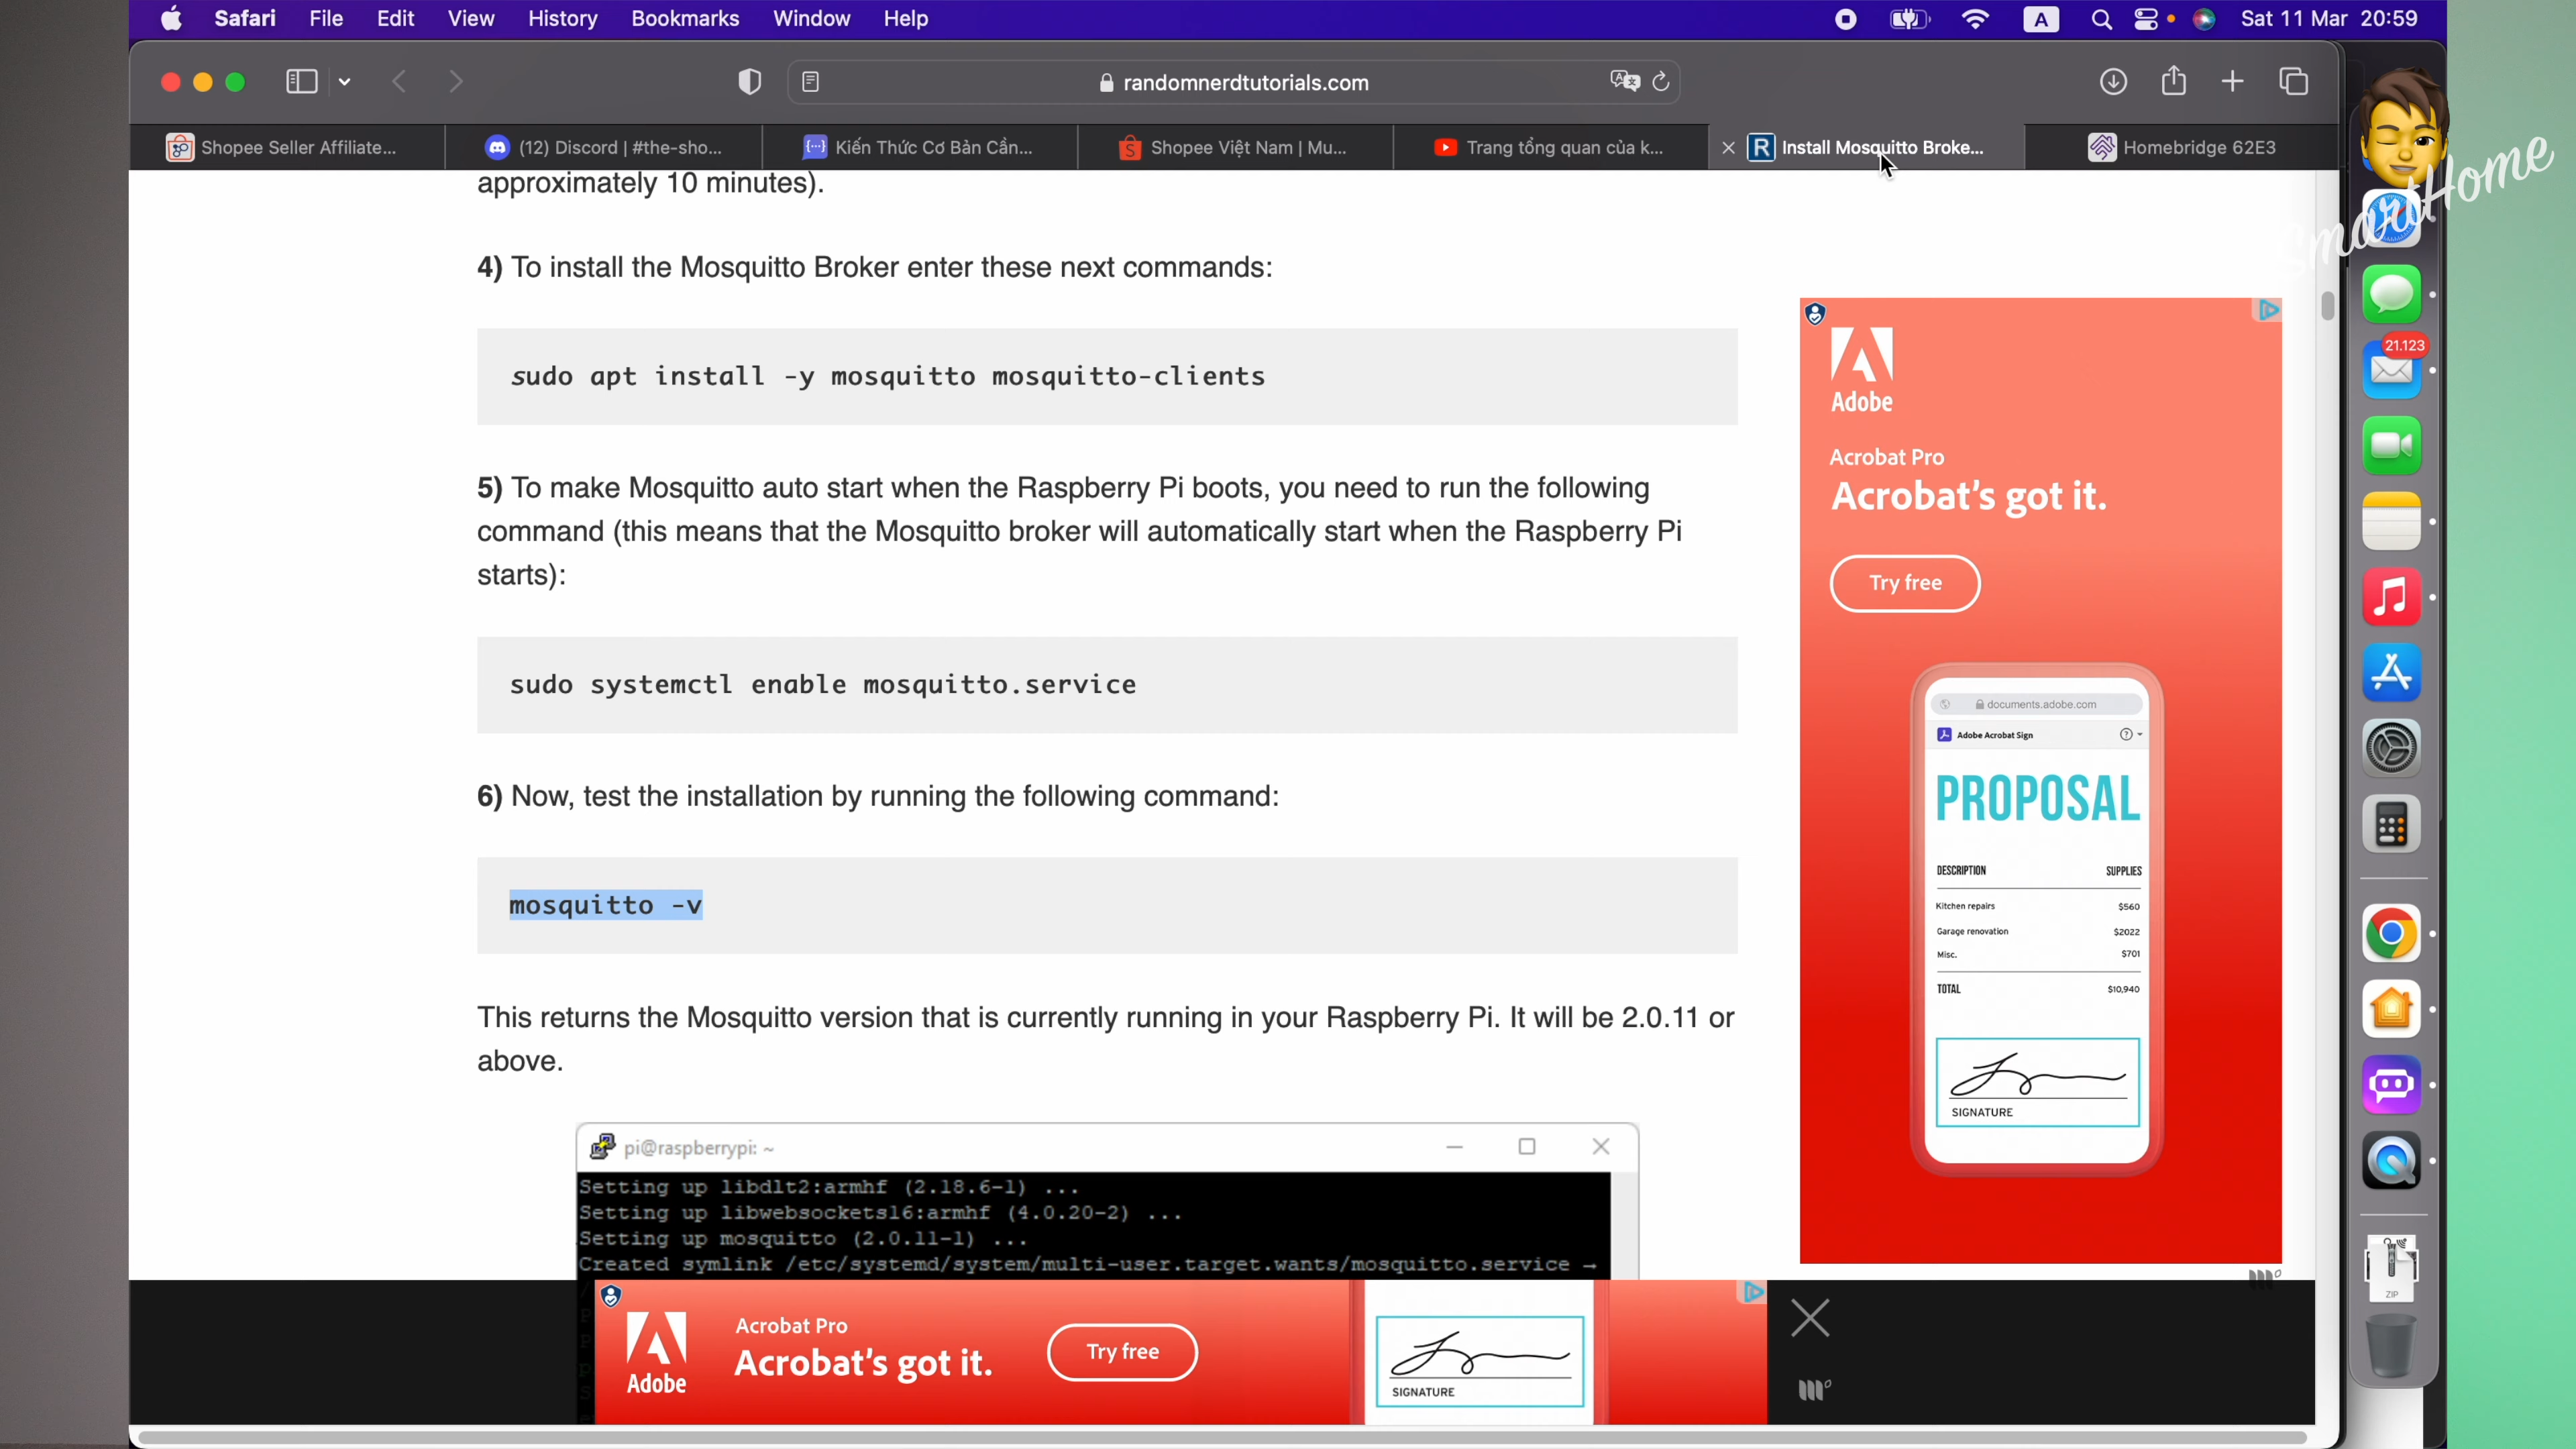 Safari File Edit View History Bookmarks Window Help
A Sat 11 Mar 20:59
randomnerdtutorials.com
Shopee Seller Affiliate...
(12) Discord | #the-sho...
Kiến Thức Cơ Bản Cần...
Shopee Việt Nam | Mu...
Trang tổng quan của k...
Install Mosquitto Broke...
Homebridge 62E3
SmartHome
approximately 10 minutes).
4) To install the Mosquitto Broker enter these next commands:
sudo apt install -y mosquitto mosquitto-clients
5) To make Mosquitto auto start when the Raspberry Pi boots, you need to run the following
command (this means that the Mosquitto broker will automatically start when the Raspberry Pi
starts):
sudo systemctl enable mosquitto.service
6) Now, test the installation by running the following command:
mosquitto -v
This returns the Mosquitto version that is currently running in your Raspberry Pi. It will be 2.0.11 or
above.
pi@raspberrypi: ~
Setting up libdlt2:armhf (2.18.6-1) ...
Setting up libwebsockets16:armhf (4.0.20-2) ...
Setting up mosquitto (2.0.11-1) ...
Created symlink /etc/systemd/system/multi-user.target.wants/mosquitto.service →
Adobe
Acrobat Pro
Acrobat's got it.
Try free
documents.adobe.com
Adobe Acrobat Sign
PROPOSAL
DESCRIPTION SUPPLIES
Kitchen repairs $560
Garage renovation $2022
Misc. $701
TOTAL $10,940
SIGNATURE
Adobe
Acrobat Pro
Acrobat's got it.
Try free
SIGNATURE
21.123
ZIP